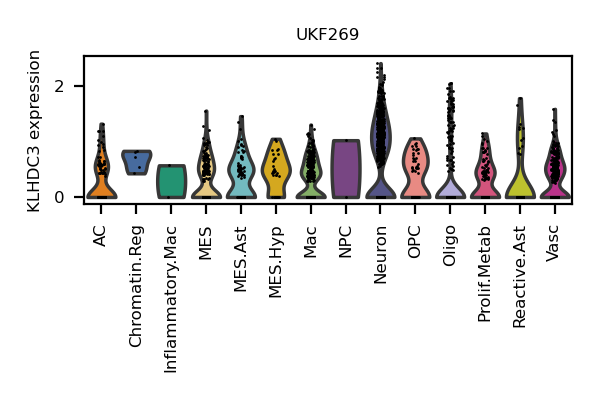 UKF269
KLHDC3 expression
2
0
AC
Chromatin.Reg
Inflammatory.Mac
MES
MES.Ast
MES.Hyp
Mac
NPC
Neuron
OPC
Oligo
Prolif.Metab
Reactive.Ast
Vasc